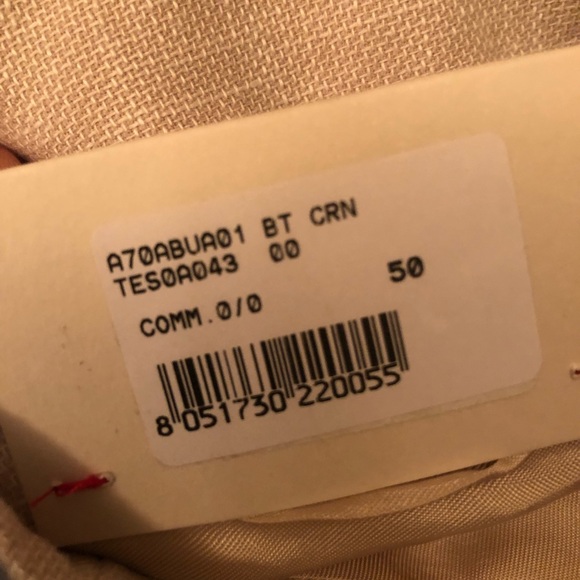 A70ABUA01 BT CRN
TES0A043 00
50
COMM.0/0
8 051730 220055